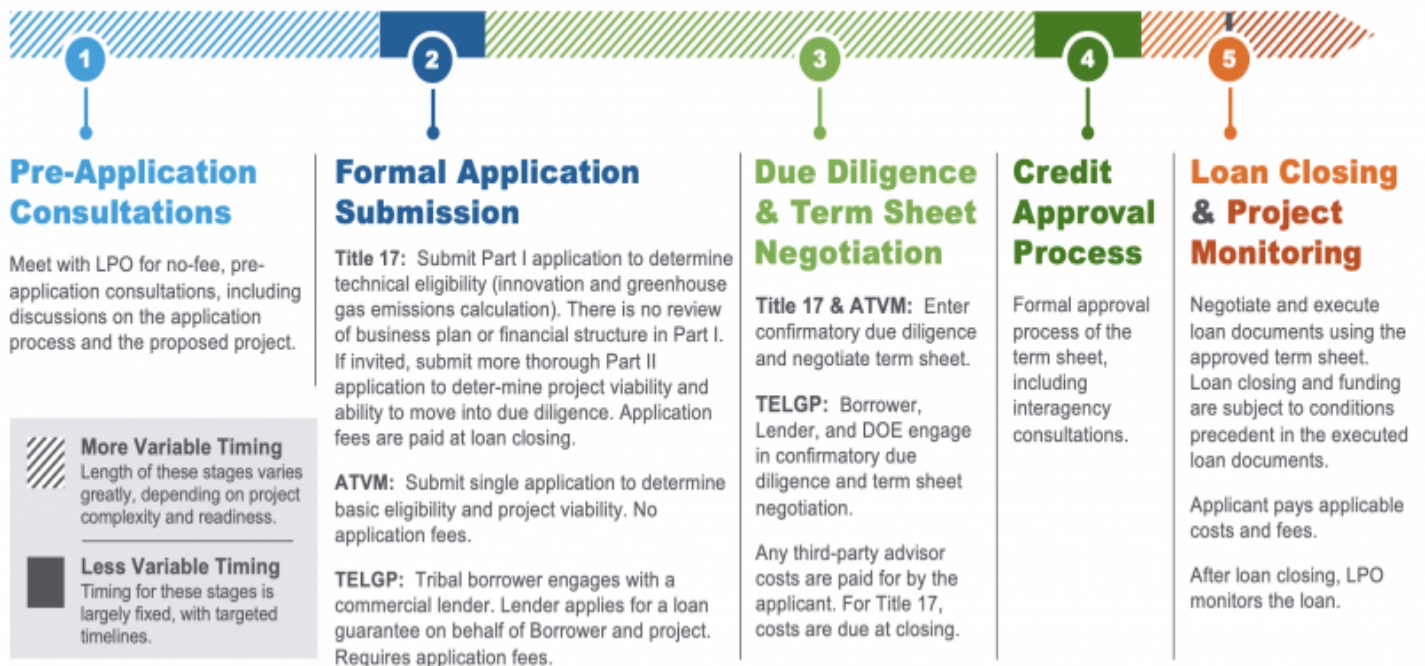 1
2
3
4
5
Pre-Application
Consultations
Meet with LPO for no-fee, pre-
application consultations, including
discussions on the application
process and the proposed project.
More Variable Timing
Length of these stages varies
greatly, depending on project
complexity and readiness.
Less Variable Timing
Timing for these stages is
largely fixed, with targeted
timelines.
Formal Application
Submission
Title 17: Submit Part I application to determine
technical eligibility (innovation and greenhouse
gas emissions calculation). There is no review
of business plan or financial structure in Part I.
If invited, submit more thorough Part II
application to deter-mine project viability and
ability to move into due diligence. Application
fees are paid at loan closing.
ATVM: Submit single application to determine
basic eligibility and project viability. No
application fees.
TELGP: Tribal borrower engages with a
commercial lender. Lender applies for a loan
guarantee on behalf of Borrower and project.
Requires application fees.
Due Diligence
& Term Sheet
Negotiation
Title 17 & ATVM: Enter
confirmatory due diligence
and negotiate term sheet.
TELGP: Borrower,
Lender, and DOE engage
in confirmatory due
diligence and term sheet
negotiation.
Any third-party advisor
costs are paid for by the
applicant. For Title 17,
costs are due at closing.
Credit
Approval
Process
Formal approval
process of the
term sheet,
including
interagency
consultations.
Loan Closing
& Project
Monitoring
Negotiate and execute
loan documents using the
approved term sheet.
Loan closing and funding
are subject to conditions
precedent in the executed
loan documents.
Applicant pays applicable
costs and fees.
After loan closing, LPO
monitors the loan.